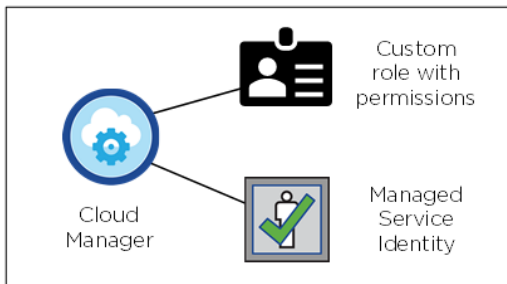 Custom
role with
permissions
Cloud
Manager
Managed
Service
Identity